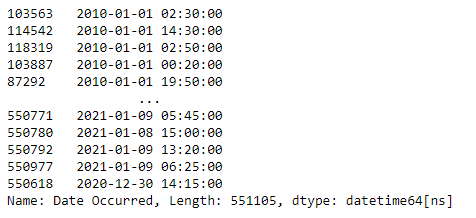 103563   2010-01-01 02:30:00
114542   2010-01-01 14:30:00
118319   2010-01-01 02:50:00
103887   2010-01-01 00:20:00
87292    2010-01-01 19:50:00
...
550771   2021-01-09 05:45:00
550780   2021-01-08 15:00:00
550792   2021-01-09 13:20:00
550977   2021-01-09 06:25:00
550618   2020-12-30 14:15:00
Name: Date Occurred, Length: 551105, dtype: datetime64[ns]